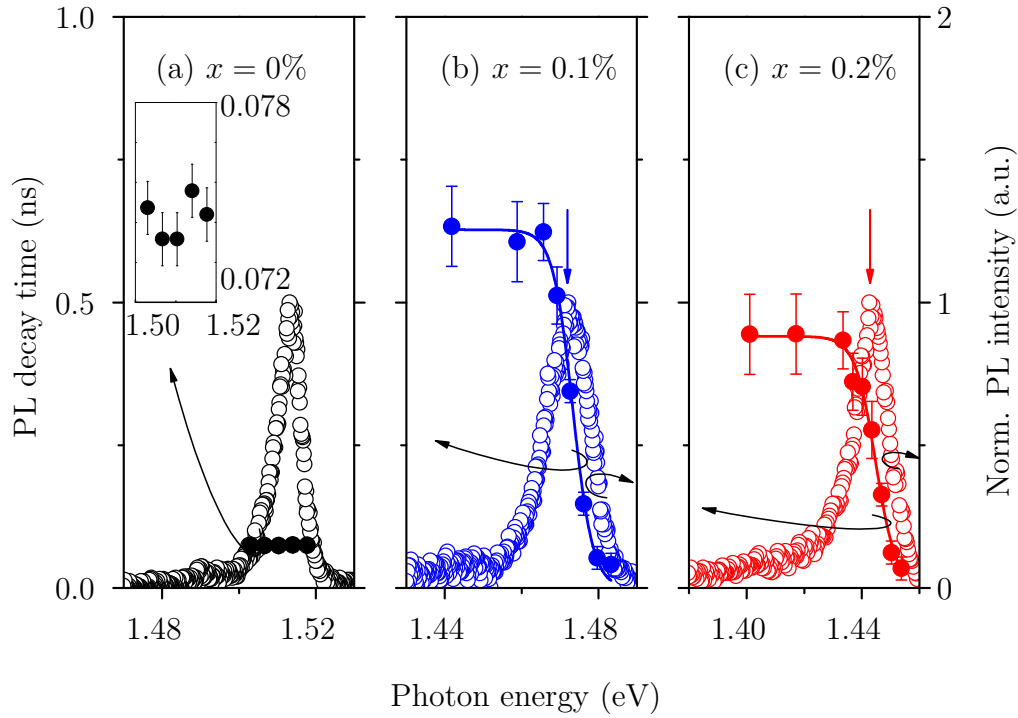 1.0
0.5
0.0
PL decay time (ns)
(a) x = 0%
0.078
0.072
1.50
1.52
1.48
1.52
(b) x = 0.1%
1.44
1.48
(c) x = 0.2%
1.40
1.44
2
1
0
Norm. PL intensity (a.u.)
Photon energy (eV)